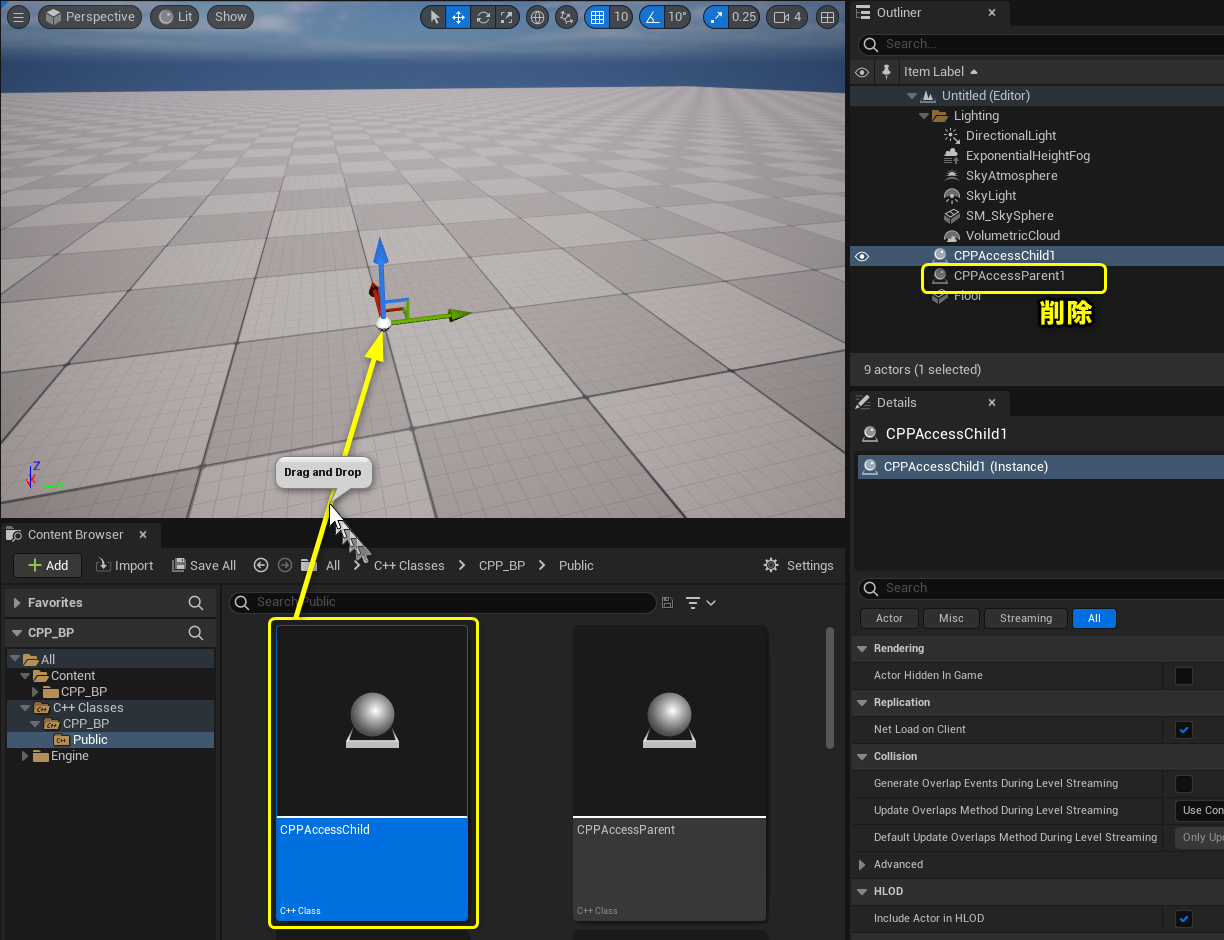 Perspective Lit Show 10 10° 0.25 4
Drag and Drop
Z
X
Y
Outliner
Search...
Item Label
Untitled (Editor)
Lighting
DirectionalLight
ExponentialHeightFog
SkyAtmosphere
SkyLight
SM_SkySphere
VolumetricCloud
CPPAccessChild1
CPPAccessParent1
Floor
削除
9 actors (1 selected)
Details
CPPAccessChild1
CPPAccessChild1 (Instance)
Search
Actor Misc Streaming All
Rendering
Actor Hidden In Game
Replication
Net Load on Client
Collision
Generate Overlap Events During Level Streaming
Update Overlaps Method During Level Streaming Use Con
Default Update Overlaps Method During Level Streaming Only Up
Advanced
HLOD
Include Actor in HLOD
Content Browser
Add Import Save All All C++ Classes CPP_BP Public Settings
Favorites
CPP_BP
All
Content
CPP_BP
C++ Classes
CPP_BP
Public
Engine
Search Public
CPPAccessChild
C++ Class
CPPAccessParent
C++ Class